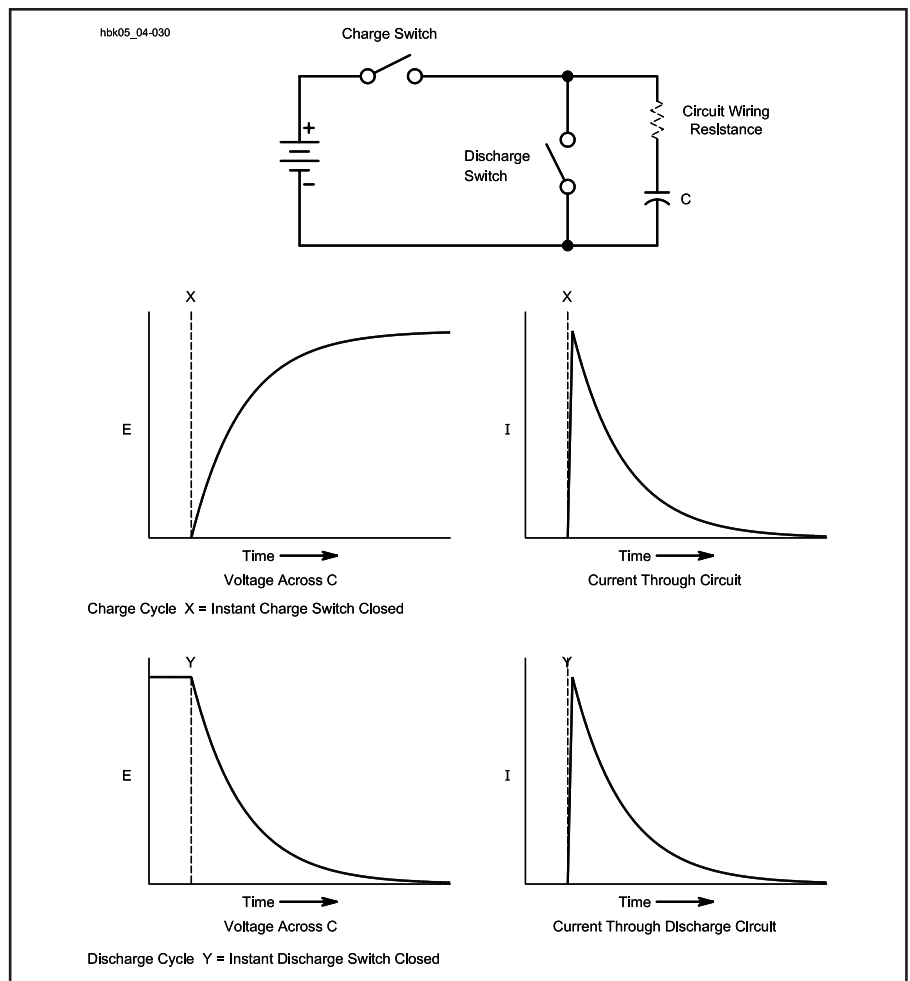 hbk05_04-030
Charge Switch
+
-
Discharge
Switch
Circuit Wiring
Resistance
C
X
E
Time
Voltage Across C
X
I
Time
Current Through Circuit
Charge Cycle X = Instant Charge Switch Closed
Y
E
Time
Voltage Across C
Y
I
Time
Current Through Discharge Circuit
Discharge Cycle Y = Instant Discharge Switch Closed